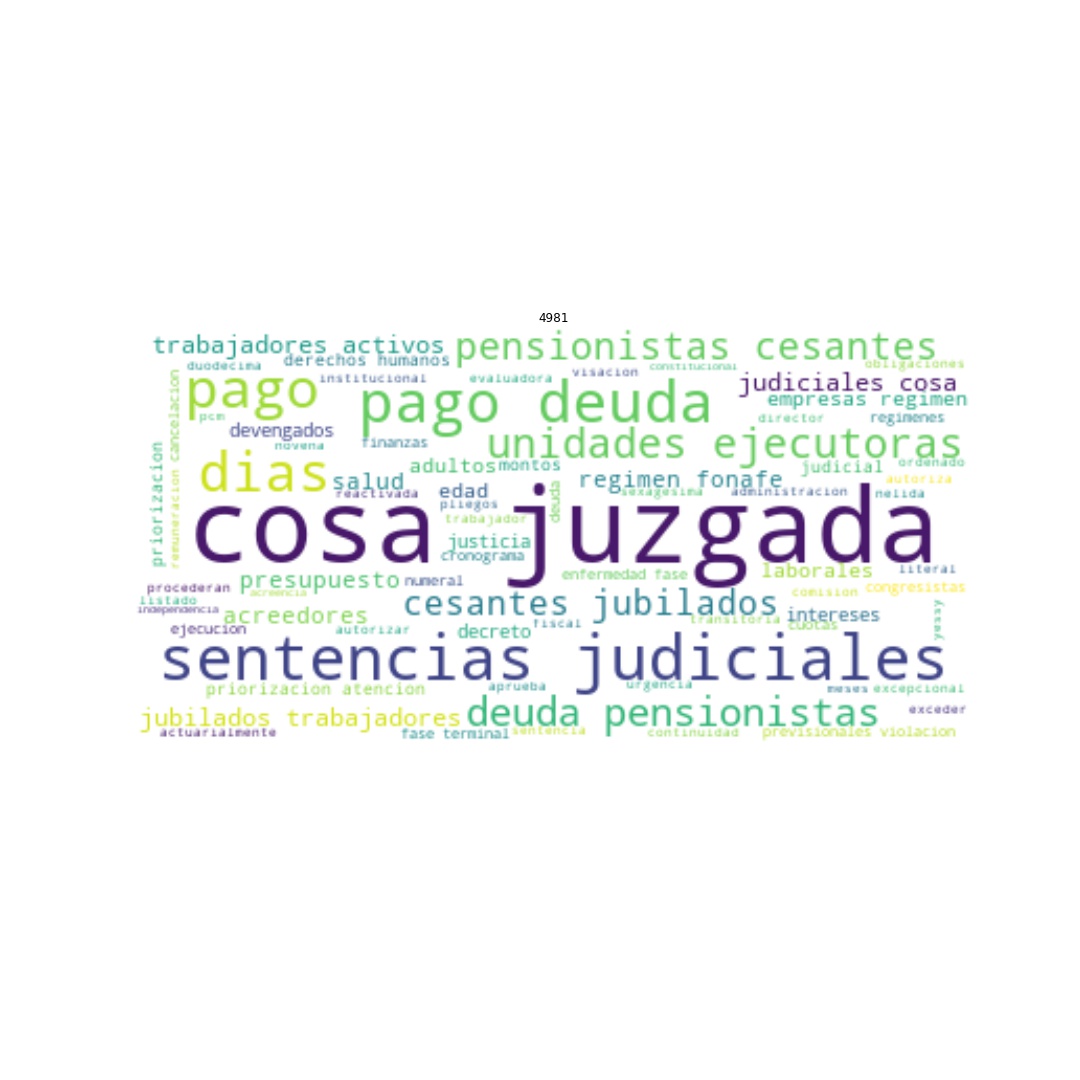 4981
trabajadores activos
pensionistas cesantes
derechos humanos
duodecima
institucional
evaluadora
visacion
constitucional
obligaciones
pago
pago deuda
judiciales cosa
empresas regimen
pcm
devengados
novena
finanzas
director
regimenes
unidades ejecutoras
dias
salud
adultos
montos
regimen fonafe
judicial
ordenado
autoriza
priorizacion
remuneracion cancelacion
reactivada
edad
pliegos
deuda
sexagesima
administracion
nelida
cosa juzgada
trabajador
justicia
cronograma
enfermedad fase
laborales
literal
procederan
presupuesto
numeral
acreencia
comision
congresistas
listado
independencia
acreedores
cesantes jubilados
transitoria
intereses
cuotas
yessy
ejecucion
autorizar
decreto
fiscal
sentencias judiciales
priorizacion atencion
aprueba
urgencia
meses
excepcional
jubilados trabajadores
deuda pensionistas
exceder
actuarialmente
fase terminal
sentencia
continuidad
previsionales violacion